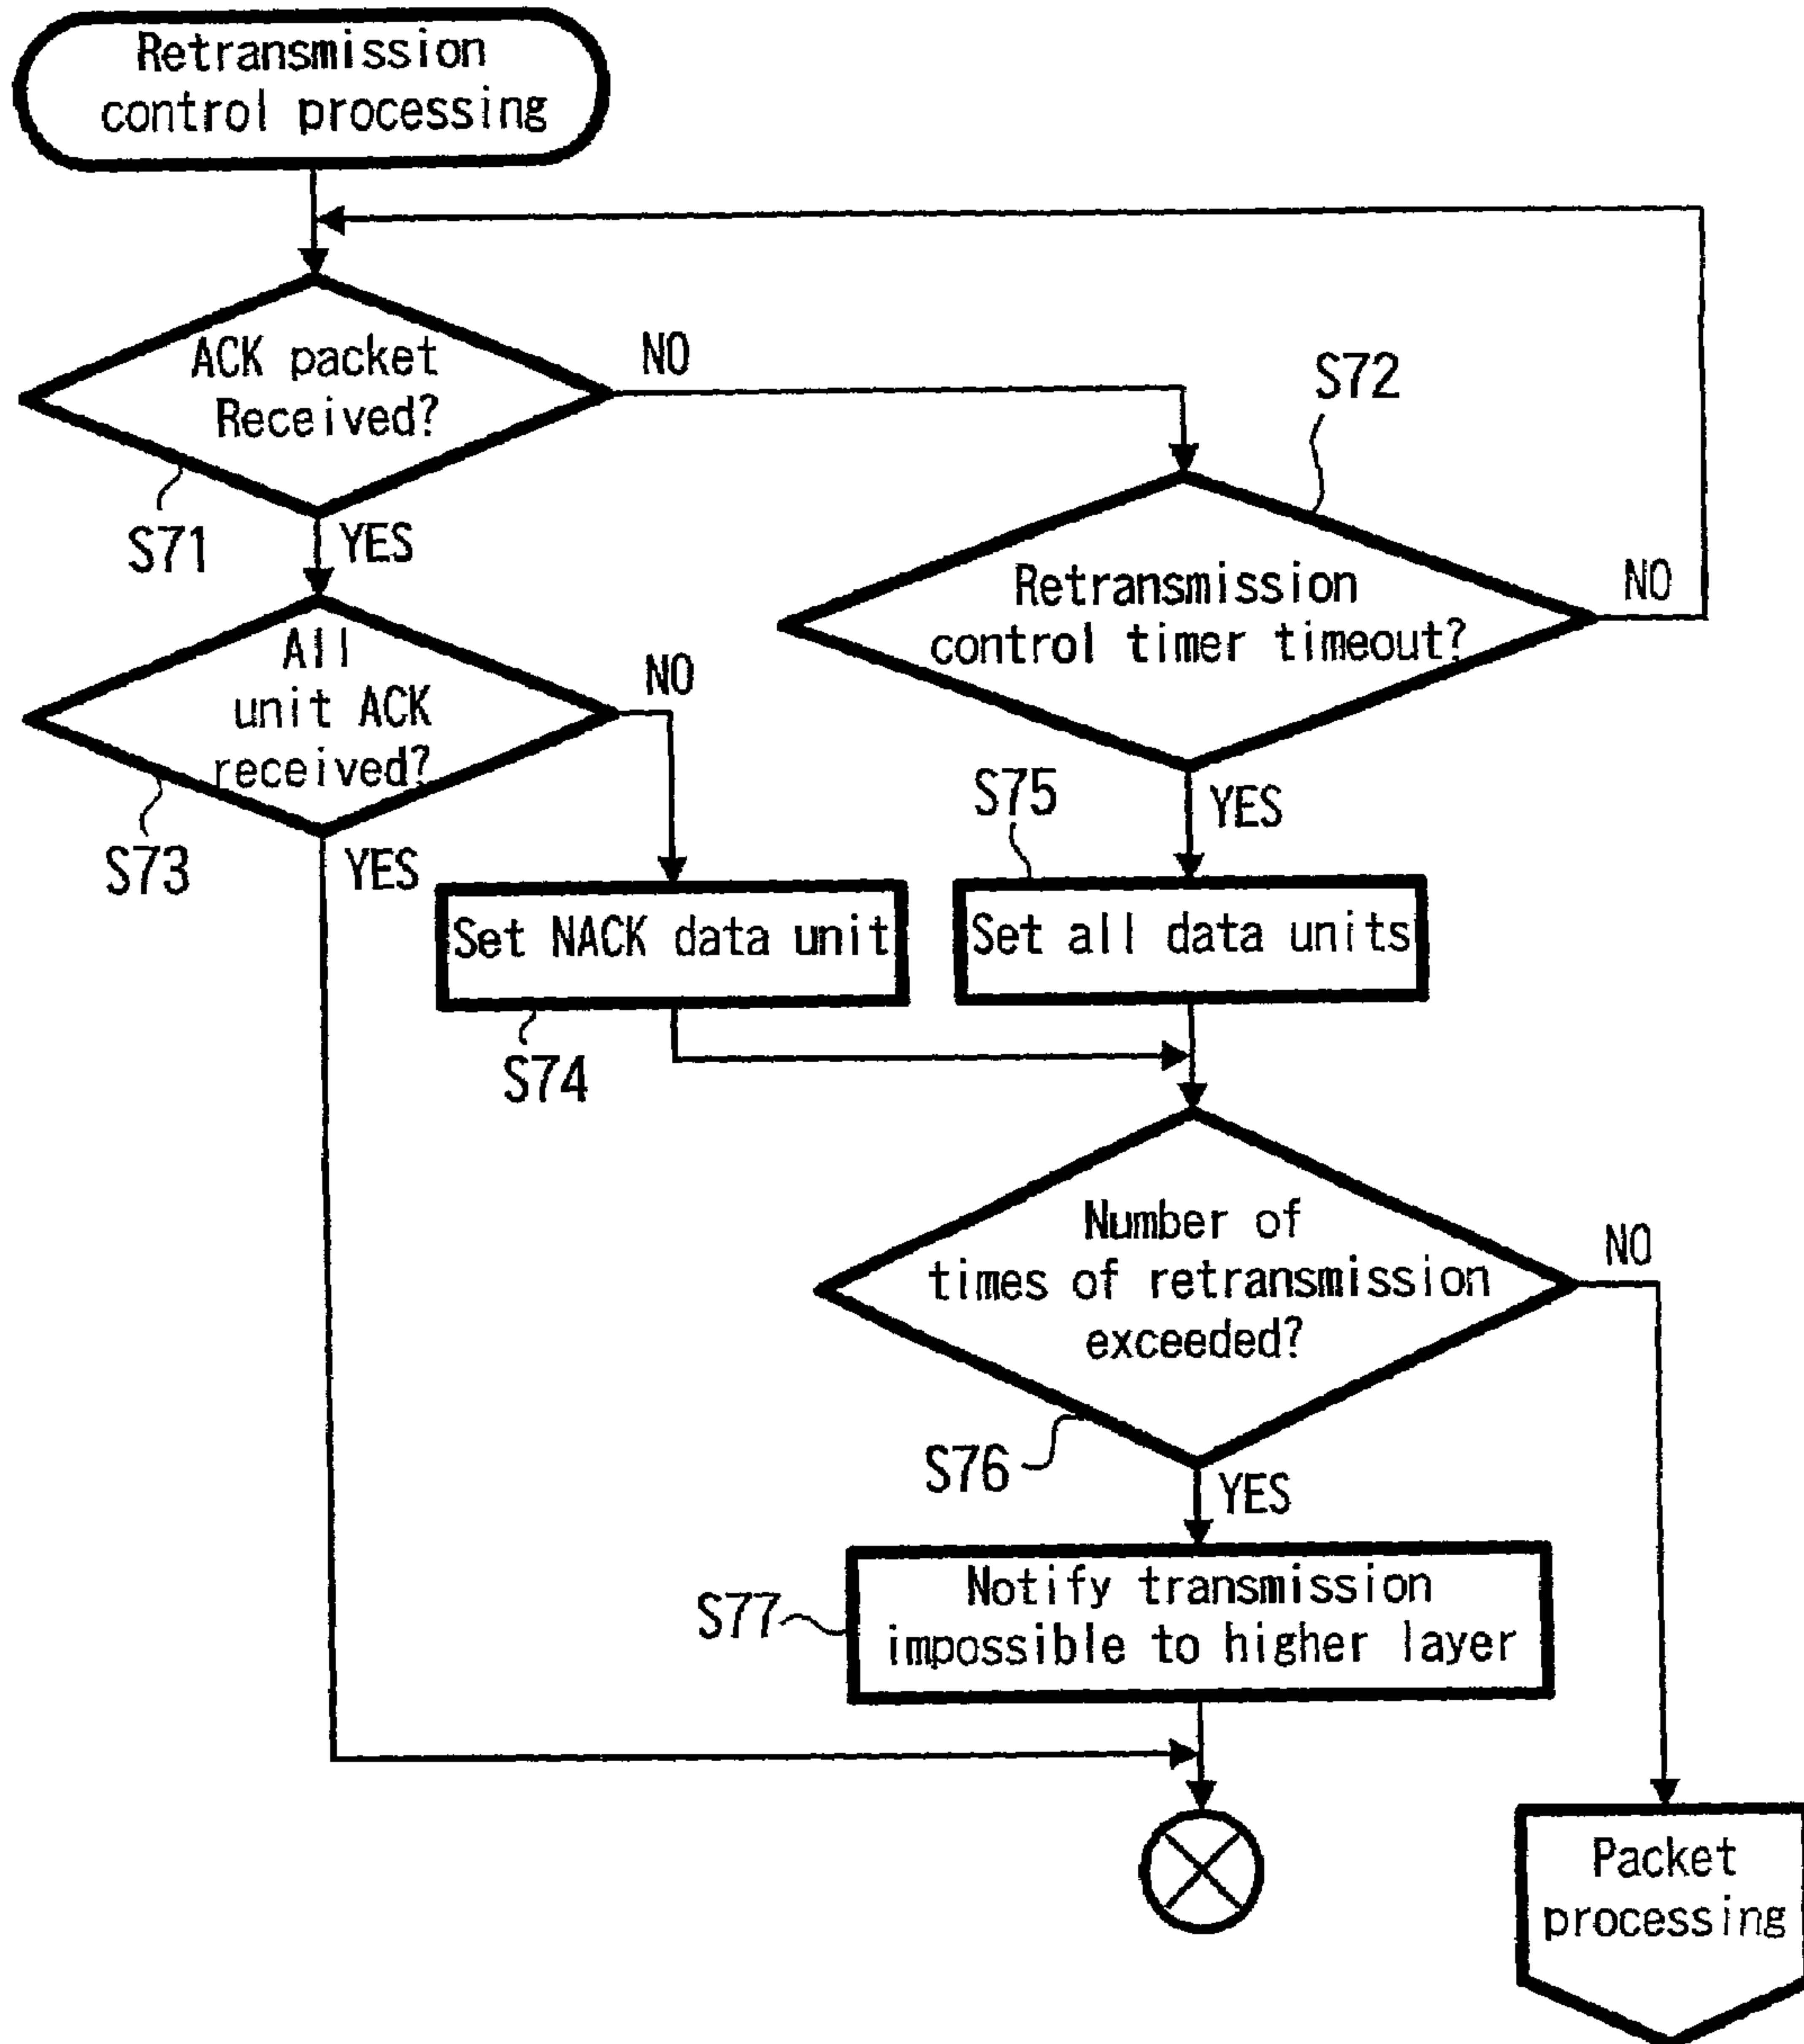 Retransmission
control processing
ACK packet
Received?
NO
S72
S71
YES
Retransmission
control timer timeout?
NO
All
unit ACK
received?
NO
S73
YES
S75
YES
Set NACK data unit
Set all data units
S74
Number of
times of retransmission
exceeded?
NO
S76
YES
S77
Notify transmission
impossible to higher layer
Packet
processing